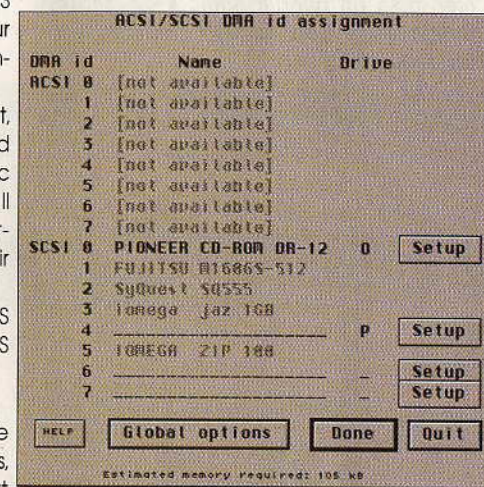 ACSI/SCSI DMA id assignment
DMA id Name Drive
ACSI 0 [not available]
1 [not available]
2 [not available]
3 [not available]
4 [not available]
5 [not available]
6 [not available]
7 [not available]
SCSI 0 PIONEER CD-ROM DR-12 O Setup
1 FUJITSU M1606S-512
2 SyQuest SQ555
3 iomega jaz 1GB
4 ____________________ P Setup
5 IOMEGA ZIP 100
6 ____________________ _ Setup
7 ____________________ _ Setup
HELP Global options Done Quit
Estimated memory required: 105 kB